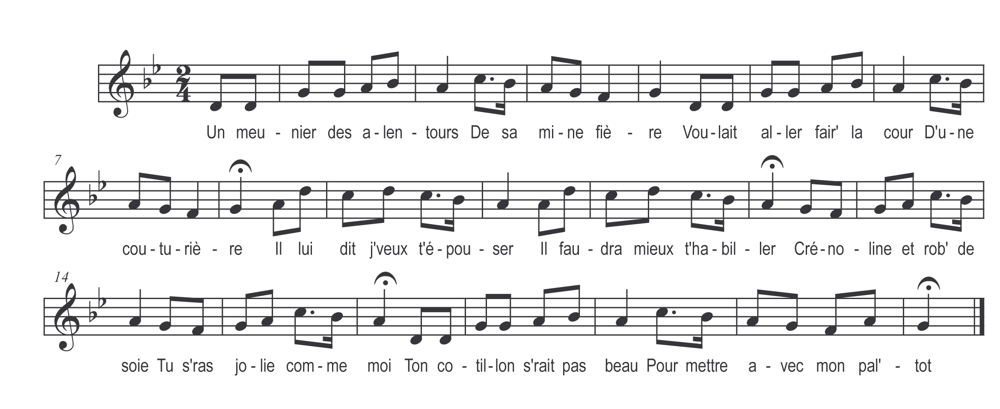 2
4
Un meu - nier des a - len - tours De sa mi - ne fiè - re Vou - lait al - ler fair' la cour D'u - ne
7
cou - tu - riè - re Il lui dit j'veux t'é - pou - ser Il fau - dra mieux t'ha - bil - ler Cré - no - line et rob' de
14
soie Tu s'ras jo - lie com - me moi Ton co - til - lon s'rait pas beau Pour mettre a - vec mon pal' - tot